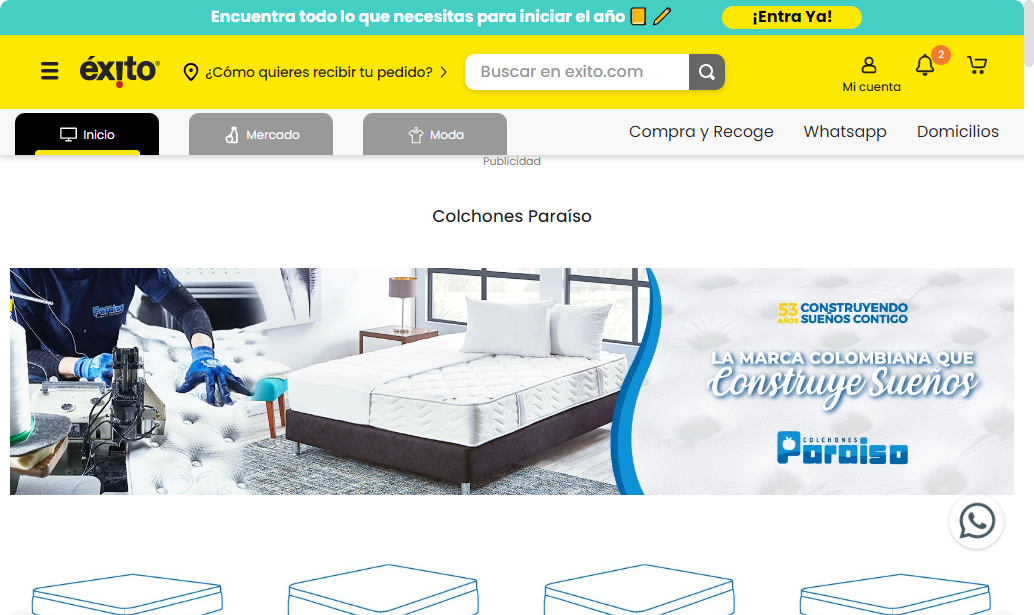 Encuentra todo lo que necesitas para iniciar el año
¡Entra Ya!
éxito
¿Cómo quieres recibir tu pedido?
Buscar en exito.com
Mi cuenta
2
Inicio
Mercado
Moda
Compra y Recoge
Whatsapp
Domicilios
Publicidad
Colchones Paraíso
Paraiso
53 AÑOS CONSTRUYENDO
SUEÑOS CONTIGO
LA MARCA COLOMBIANA QUE
Construye Sueños
COLCHONES
Paraiso